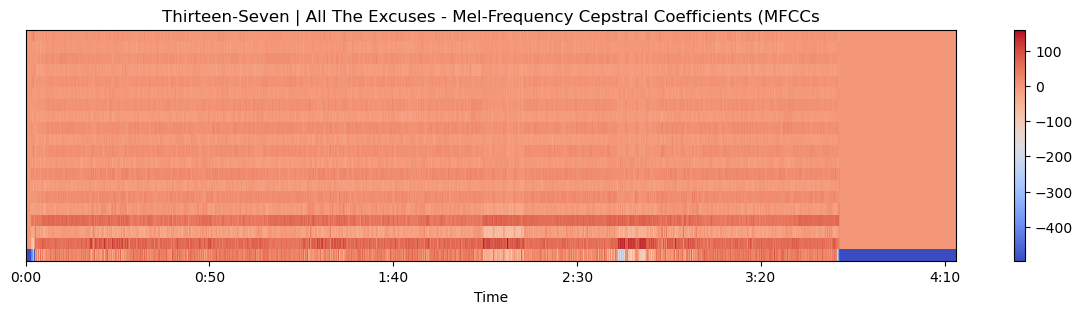 Thirteen-Seven | All The Excuses - Mel-Frequency Cepstral Coefficients (MFCCs
100
0
−100
−200
−300
−400
0:00 0:50 1:40 2:30 3:20 4:10
Time